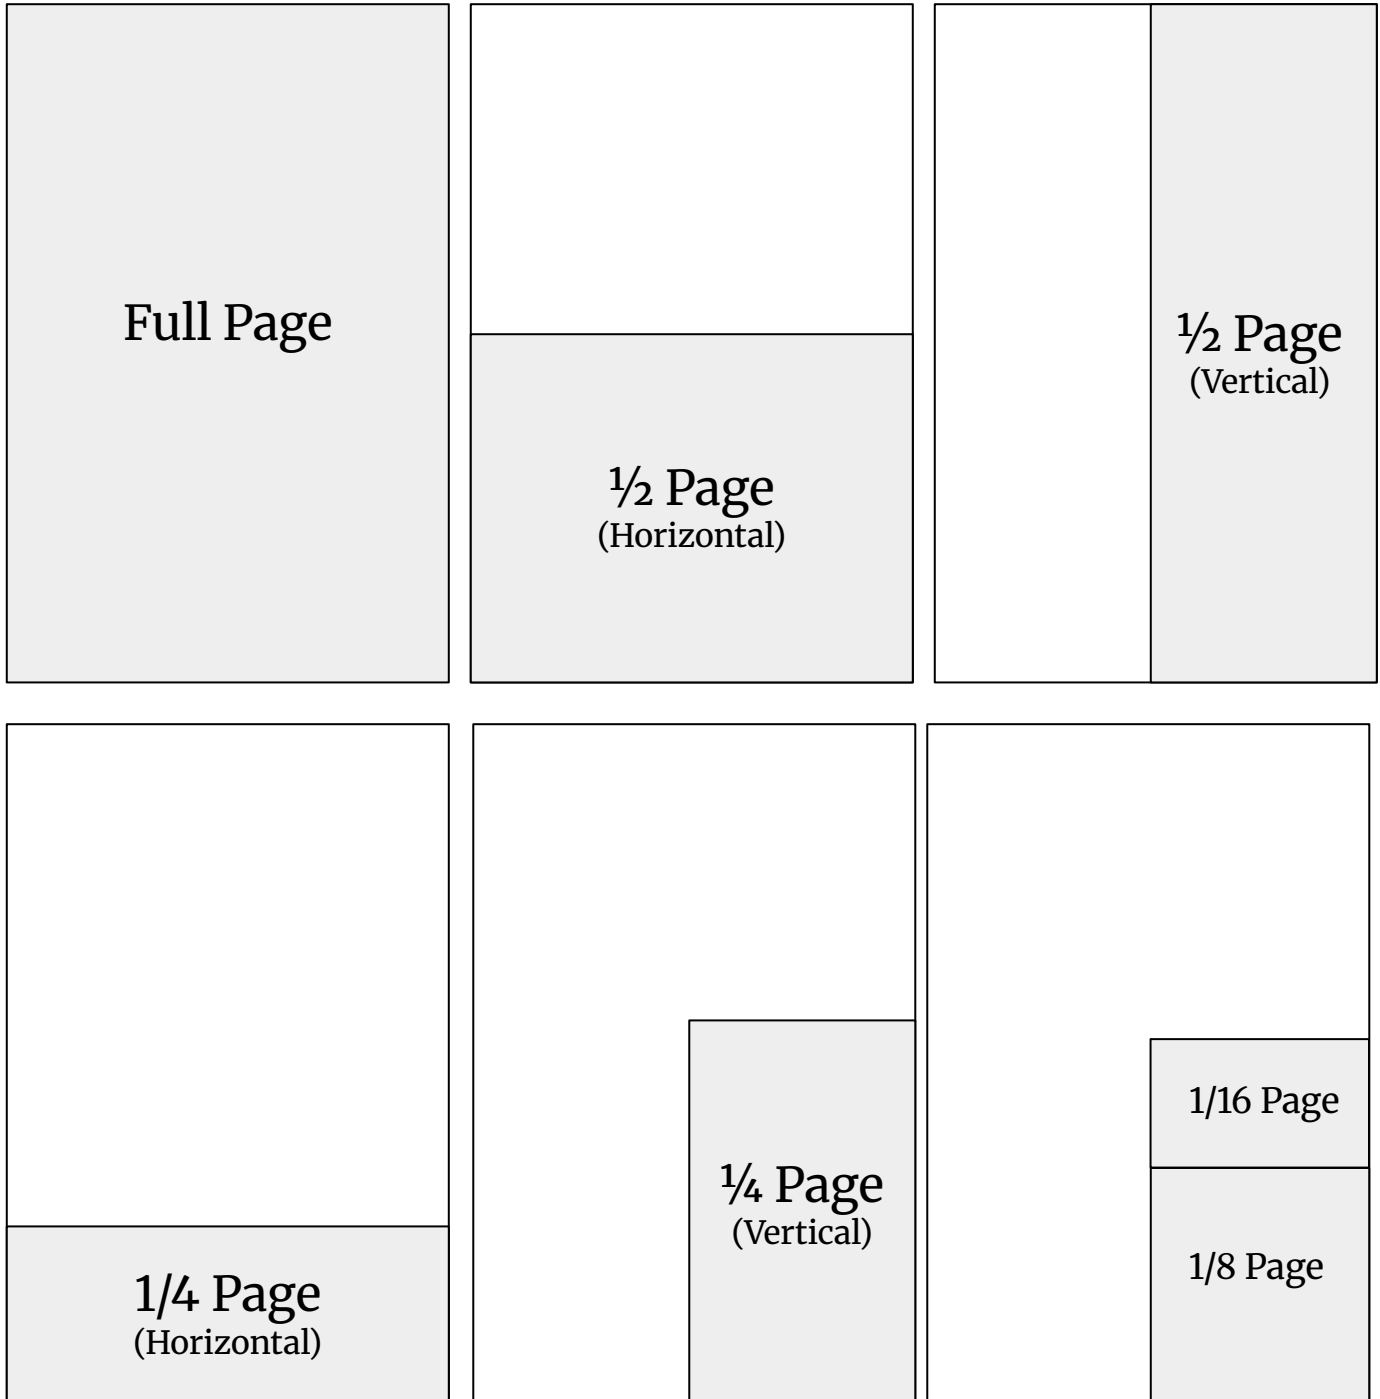 Full Page
½ Page
(Horizontal)
½ Page
(Vertical)
1/4 Page
(Horizontal)
¼ Page
(Vertical)
1/16 Page
1/8 Page